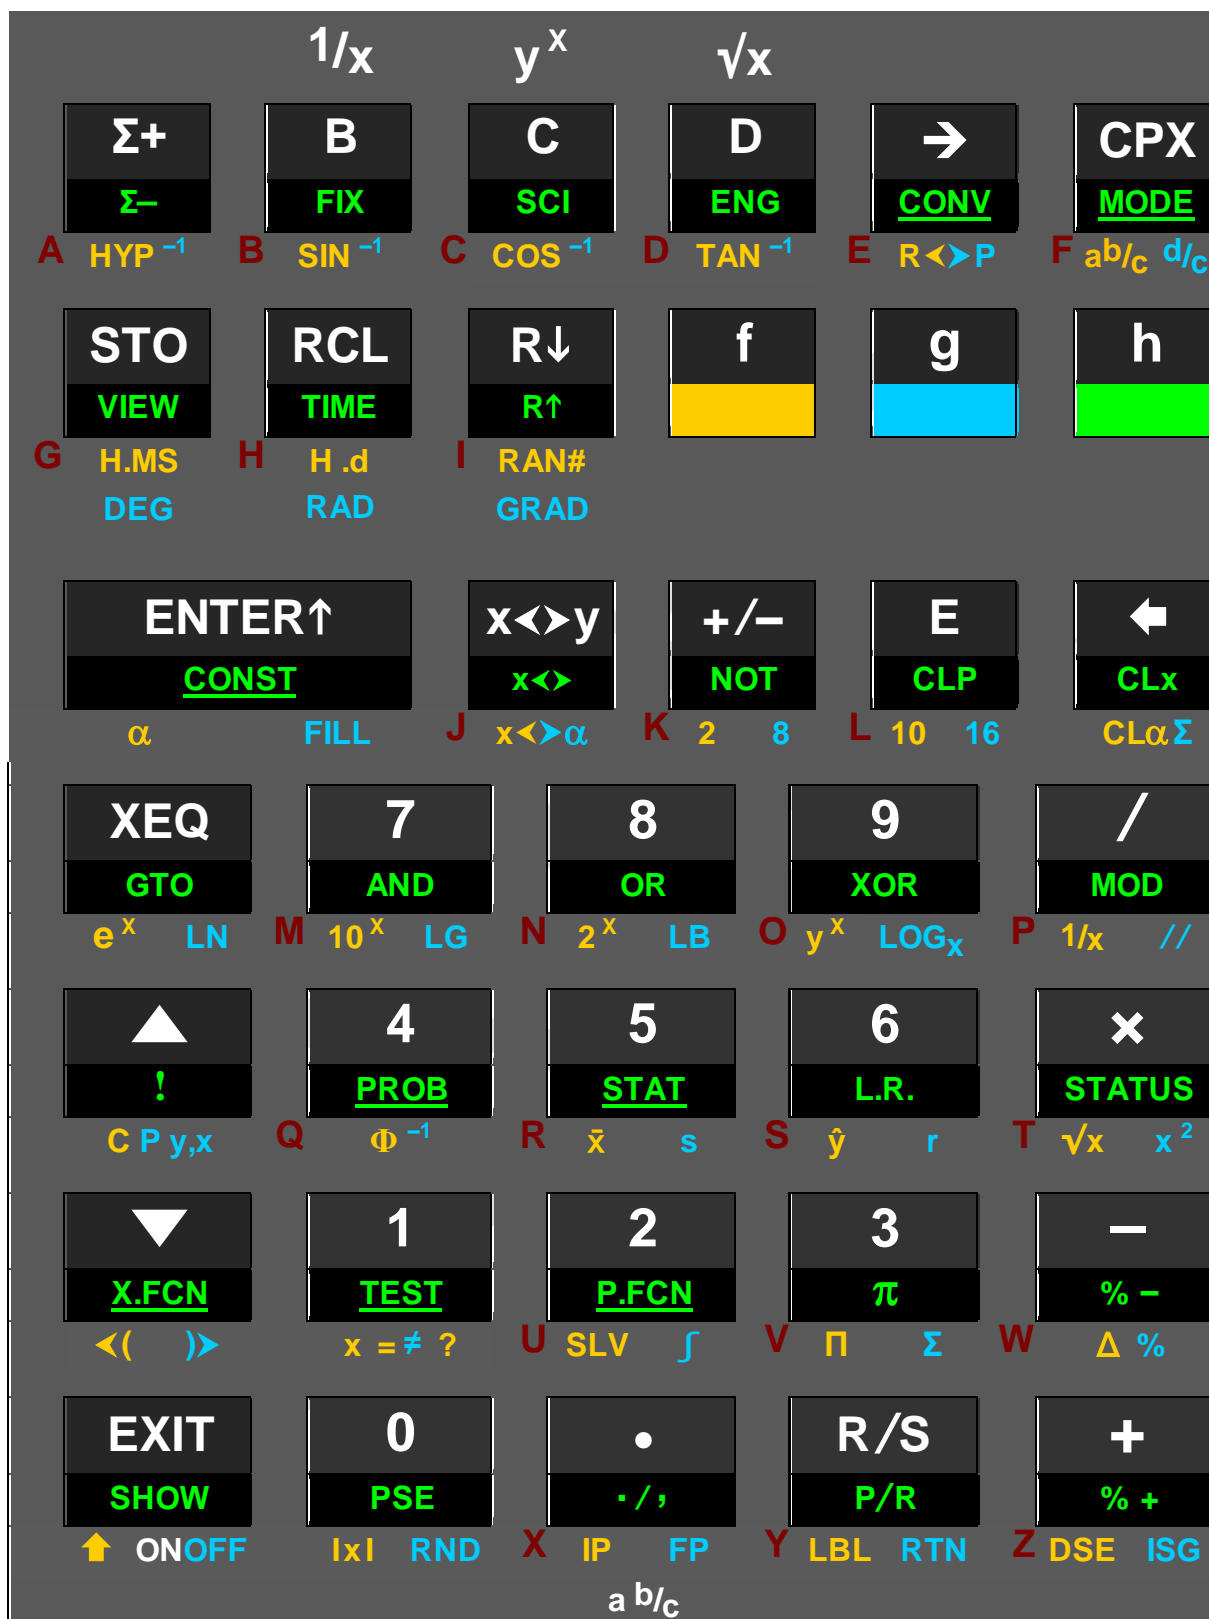 1/x y^x √x
Σ+ B C D → CPX
Σ– FIX SCI ENG CONV MODE
A HYP⁻¹ B SIN⁻¹ C COS⁻¹ D TAN⁻¹ E R<>P F a b/c d/c
STO RCL R↓ f g h
VIEW TIME R↑
G H.MS H H.d I RAN#
DEG RAD GRAD
ENTER↑ x<>y +/– E 🡄
CONST x<> NOT CLP CLx
α FILL J x<>α K 2 8 L 10 16 CLα Σ
XEQ 7 8 9 /
GTO AND OR XOR MOD
e^x LN M 10^x LG N 2^x LB O y^x LOGx P 1/x //
▲ 4 5 6 ×
! PROB STAT L.R. STATUS
C P y,x Q Φ⁻¹ R x̄ s S ŷ r T √x x²
▼ 1 2 3 –
X.FCN TEST P.FCN π % –
<( )> x = ≠ ? U SLV ∫ V Π Σ W Δ %
EXIT 0 . R/S +
SHOW PSE ·/, P/R % +
🡅 ON OFF |x| RND X IP FP Y LBL RTN Z DSE ISG
a b/c